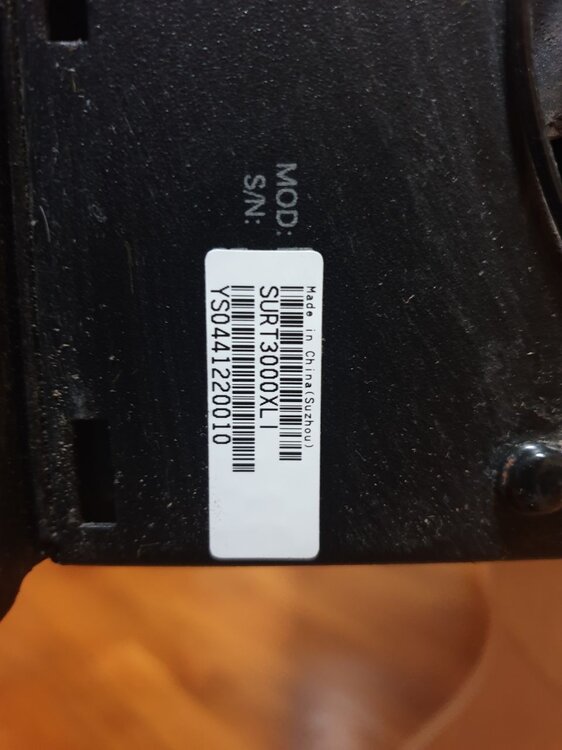 MOD:
S/N:
Made in China(Suzhou)
SURT3000XLI
YS0441220010